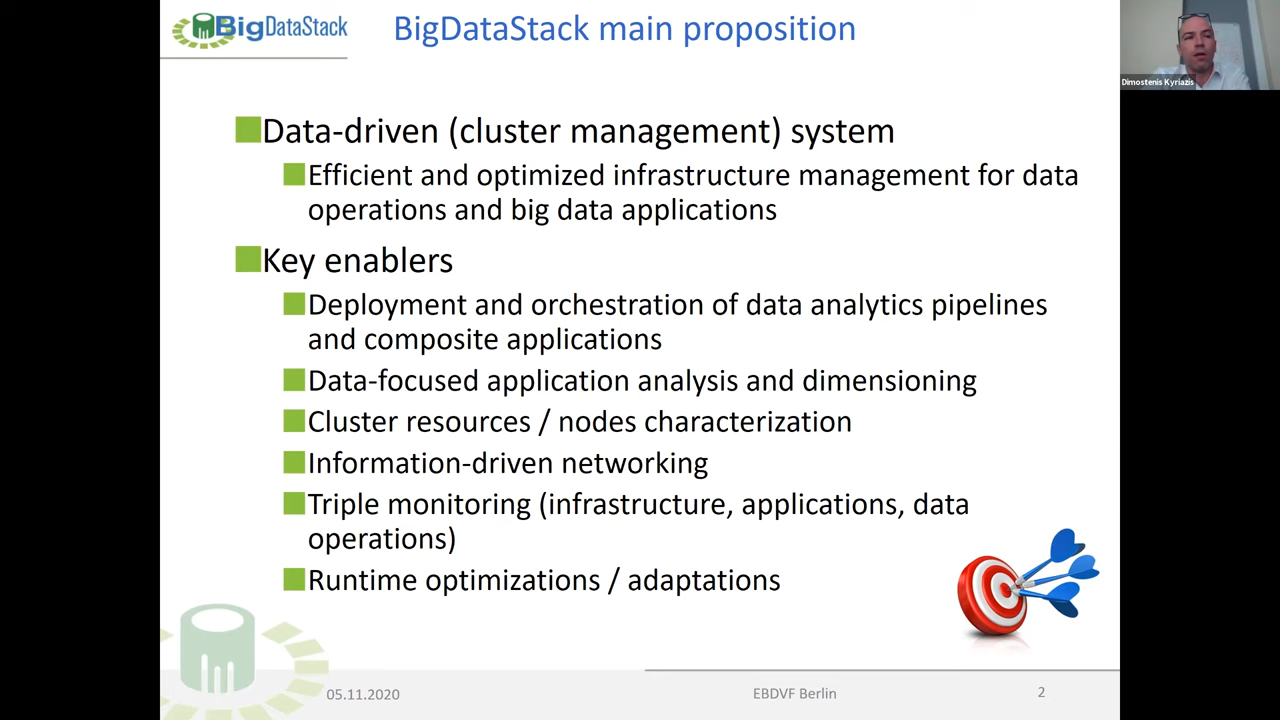 BigDataStack
BigDataStack main proposition
Dimostenis Kyriazis
Data-driven (cluster management) system
Efficient and optimized infrastructure management for data
operations and big data applications
Key enablers
Deployment and orchestration of data analytics pipelines
and composite applications
Data-focused application analysis and dimensioning
Cluster resources / nodes characterization
Information-driven networking
Triple monitoring (infrastructure, applications, data
operations)
Runtime optimizations / adaptations
05.11.2020
EBDVF Berlin
2